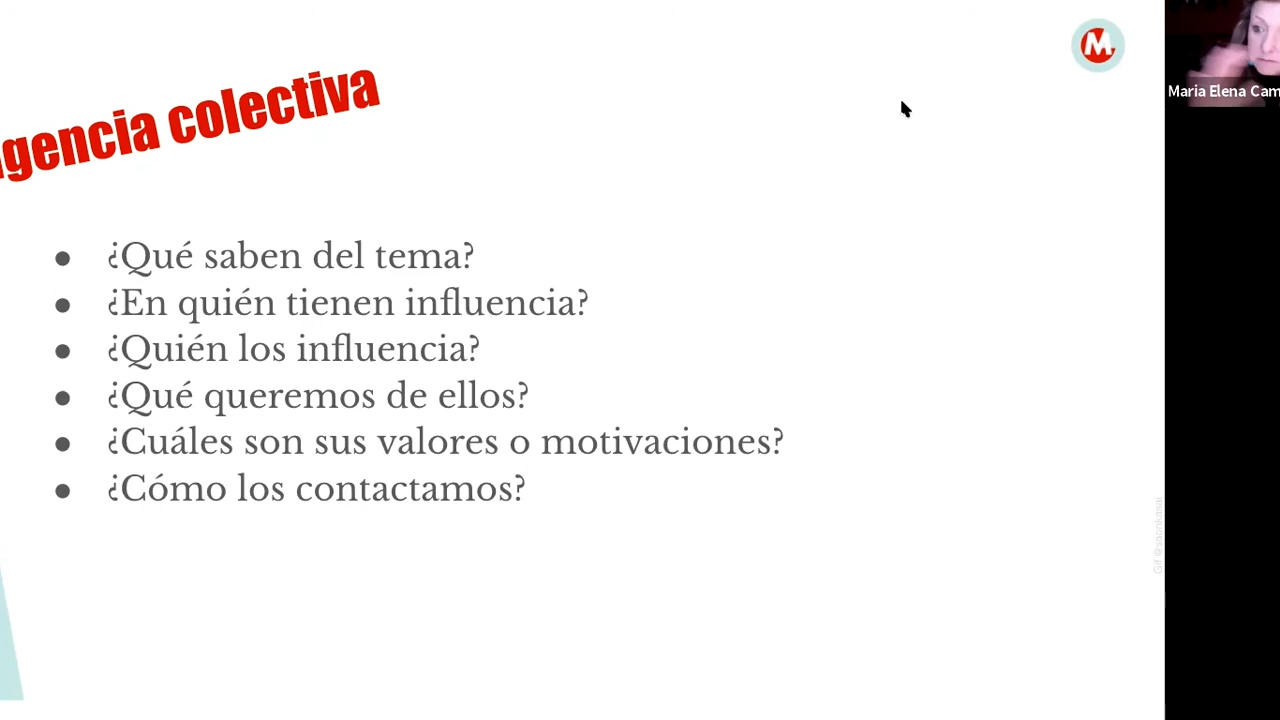 gencia colectiva
M
Maria Elena Cam
● ¿Qué saben del tema?
● ¿En quién tienen influencia?
● ¿Quién los influencia?
● ¿Qué queremos de ellos?
● ¿Cuáles son sus valores o motivaciones?
● ¿Cómo los contactamos?